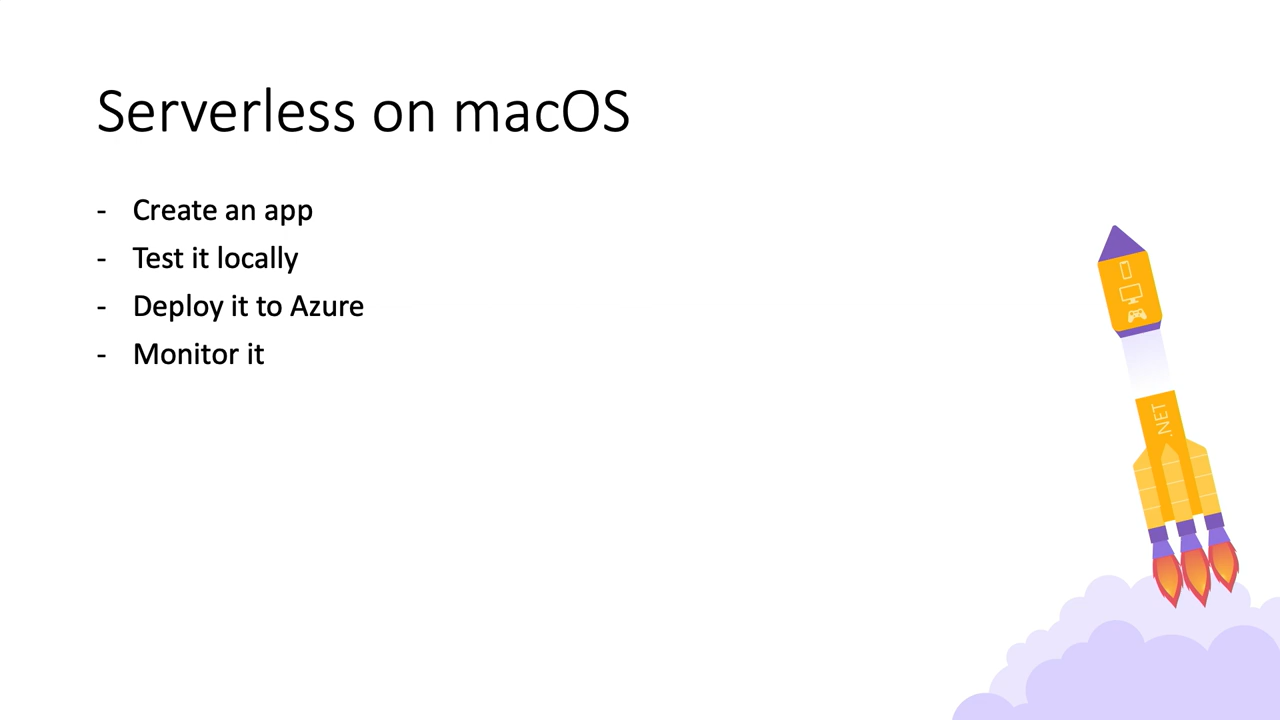 Serverless on macOS
- Create an app
- Test it locally
- Deploy it to Azure
- Monitor it
.NET